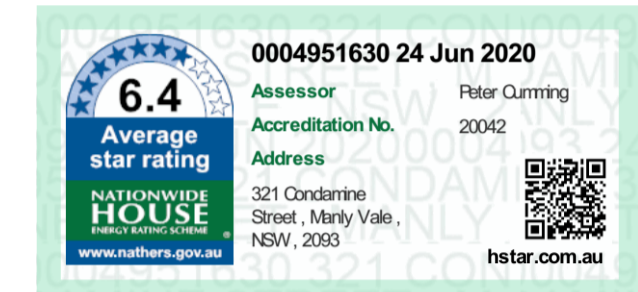 0004951630 24 Jun 2020
6.4
Average
star rating
NATIONWIDE
HOUSE
ENERGY RATING SCHEME
®
www.nathers.gov.au
Assessor Peter Cumming
Accreditation No. 20042
Address
321 Condamine
Street , Manly Vale ,
NSW , 2093
hstar.com.au